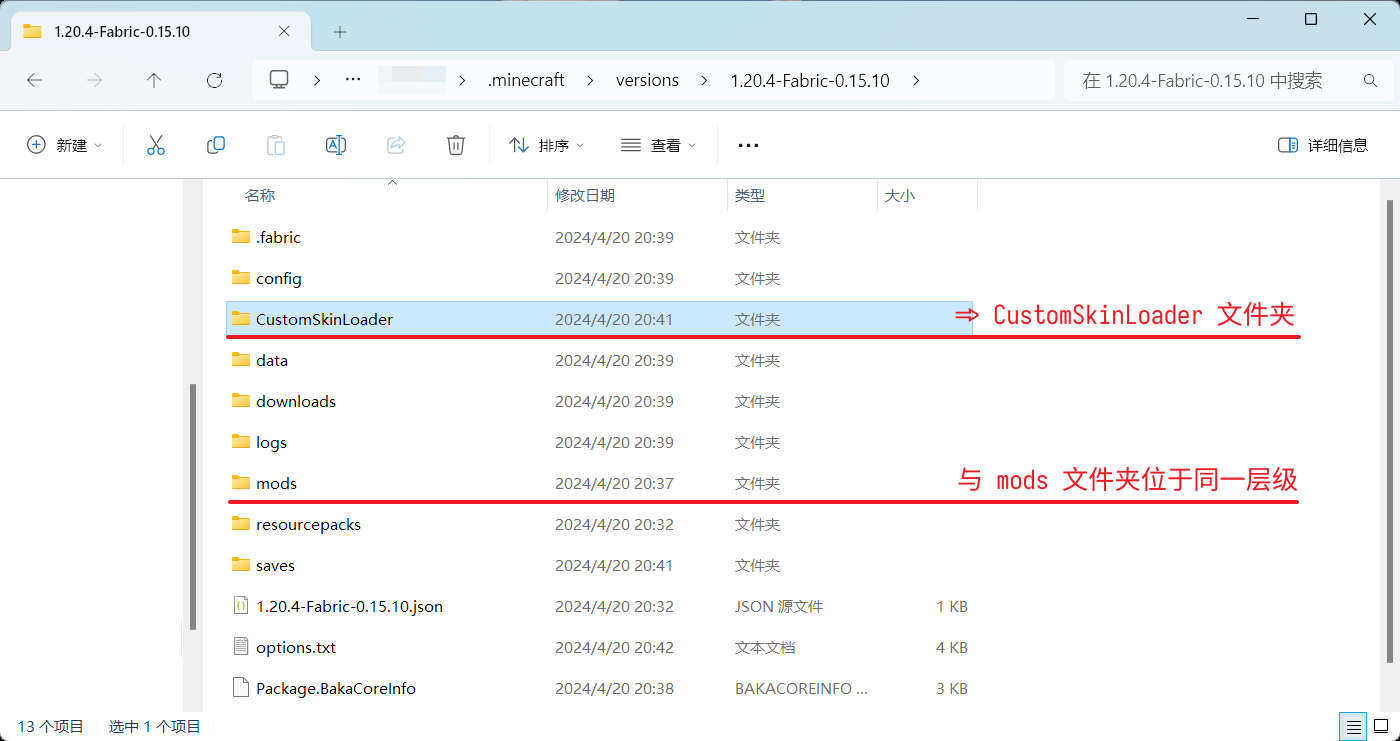 1.20.4-Fabric-0.15.10
.minecraft versions 1.20.4-Fabric-0.15.10 在 1.20.4-Fabric-0.15.10 中搜索
新建 排序 查看 详细信息
名称 修改日期 类型 大小
.fabric 2024/4/20 20:39 文件夹
config 2024/4/20 20:39 文件夹
CustomSkinLoader 2024/4/20 20:41 文件夹 ⇒ CustomSkinLoader 文件夹
data 2024/4/20 20:39 文件夹
downloads 2024/4/20 20:39 文件夹
logs 2024/4/20 20:39 文件夹
mods 2024/4/20 20:37 文件夹 与 mods 文件夹位于同一层级
resourcepacks 2024/4/20 20:32 文件夹
saves 2024/4/20 20:41 文件夹
1.20.4-Fabric-0.15.10.json 2024/4/20 20:32 JSON 源文件 1 KB
options.txt 2024/4/20 20:42 文本文档 4 KB
Package.BakaCoreInfo 2024/4/20 20:38 BAKACOREINFO ... 3 KB
13 个项目 选中 1 个项目